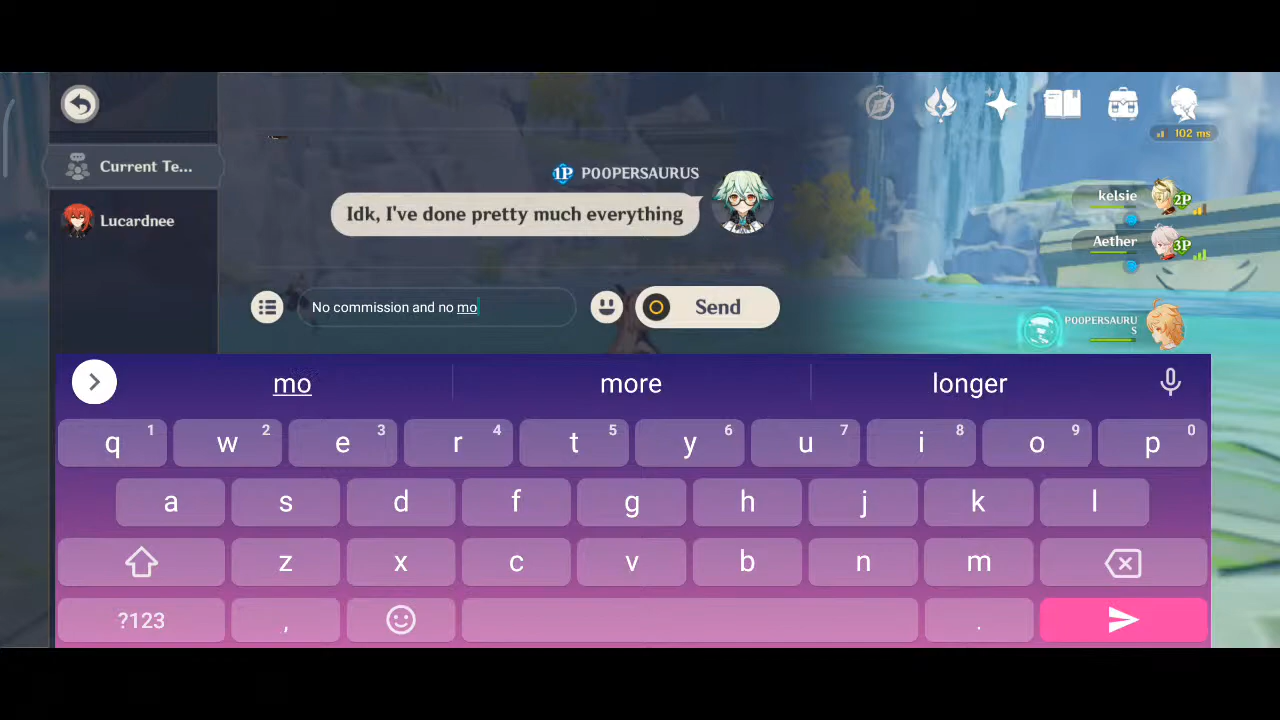 102 ms
Current Te...
1P POOPERSAURUS
kelsie
2P
Idk, I've done pretty much everything
Lucardnee
Aether
3P
No commission and no mo
Send
POOPERSAURU
S
mo more longer
q 1 w 2 e 3 r 4 t 5 y 6 u 7 i 8 o 9 p 0
a s d f g h j k l
z x c v b n m
?123 , .